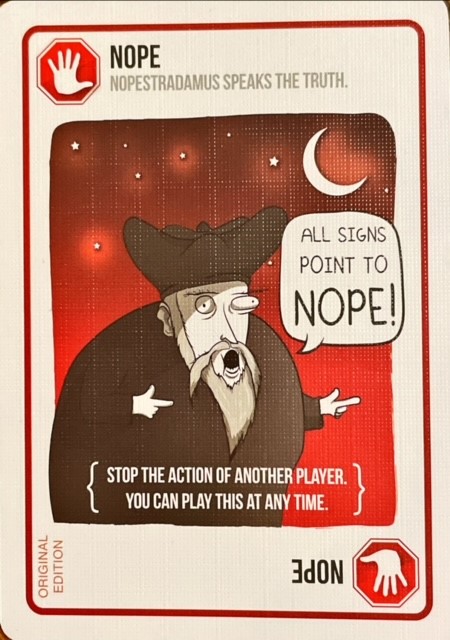 NOPE
NOPESTRADAMUS SPEAKS THE TRUTH.
ALL SIGNS
POINT TO
NOPE!
{ STOP THE ACTION OF ANOTHER PLAYER.
YOU CAN PLAY THIS AT ANY TIME. }
ORIGINAL
EDITION
NOPE